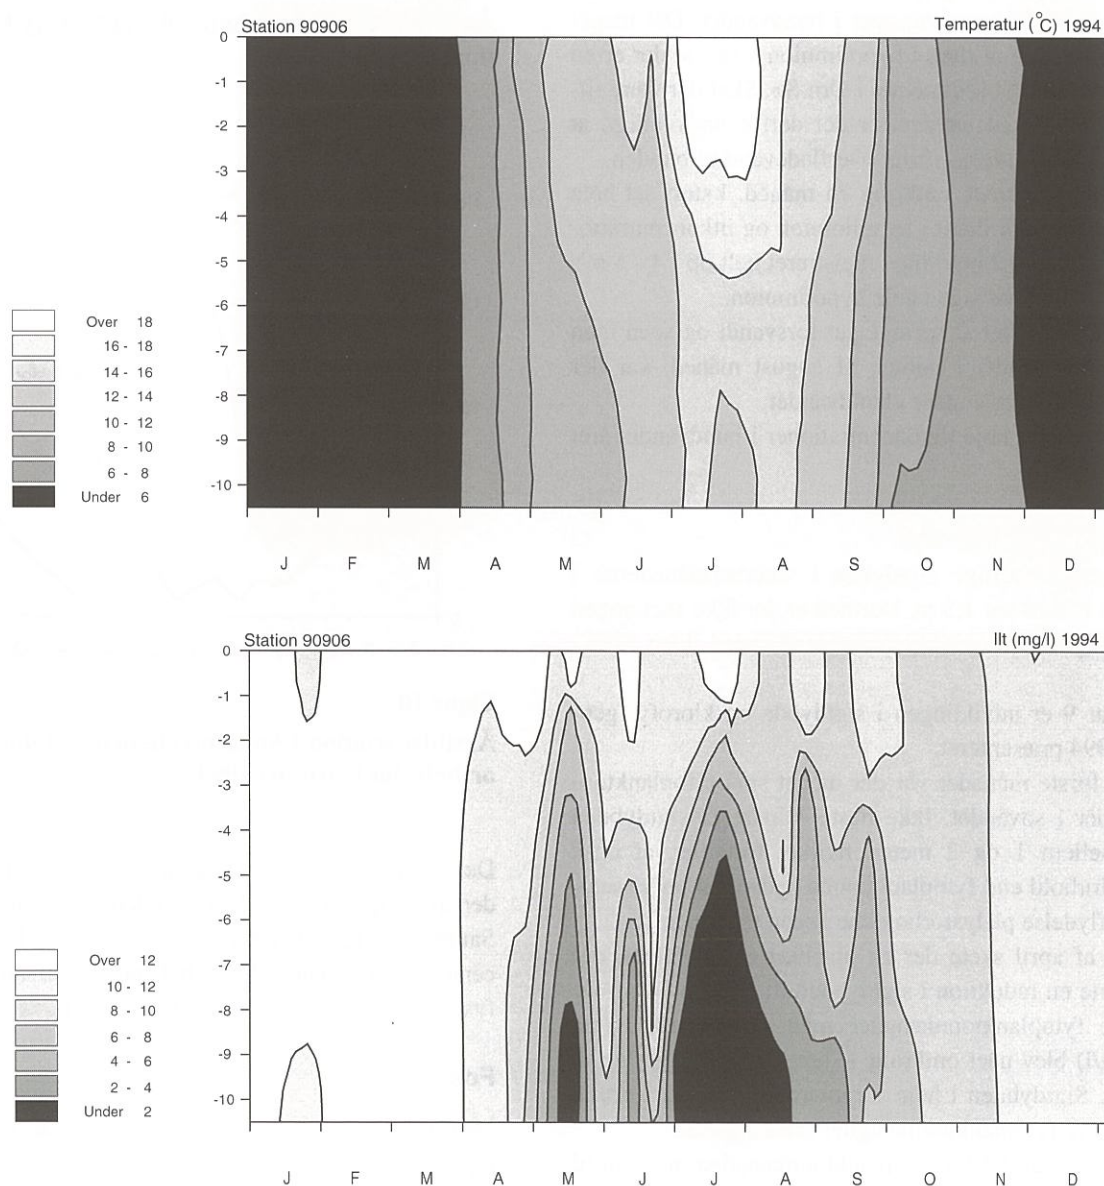 Station 90906 Temperatur (°C) 1994
0
-1
-2
-3
-4
-5
-6
-7
-8
-9
-10
Over 18
16 - 18
14 - 16
12 - 14
10 - 12
8 - 10
6 - 8
Under 6
J F M A M J J A S O N D
Station 90906 Ilt (mg/l) 1994
0
-1
-2
-3
-4
-5
-6
-7
-8
-9
-10
Over 12
10 - 12
8 - 10
6 - 8
4 - 6
2 - 4
Under 2
J F M A M J J A S O N D